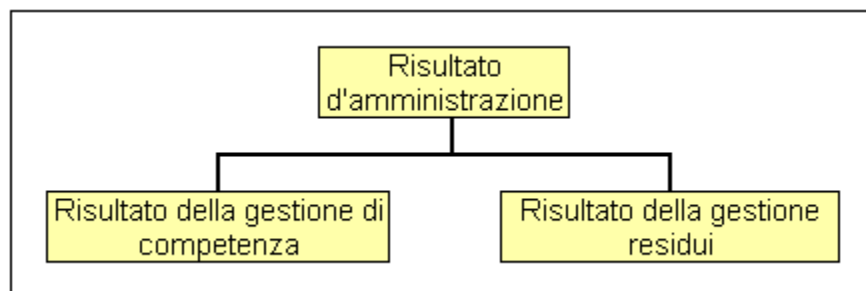 Risultato
d'amministrazione
Risultato della gestione di
competenza
Risultato della gestione
residui